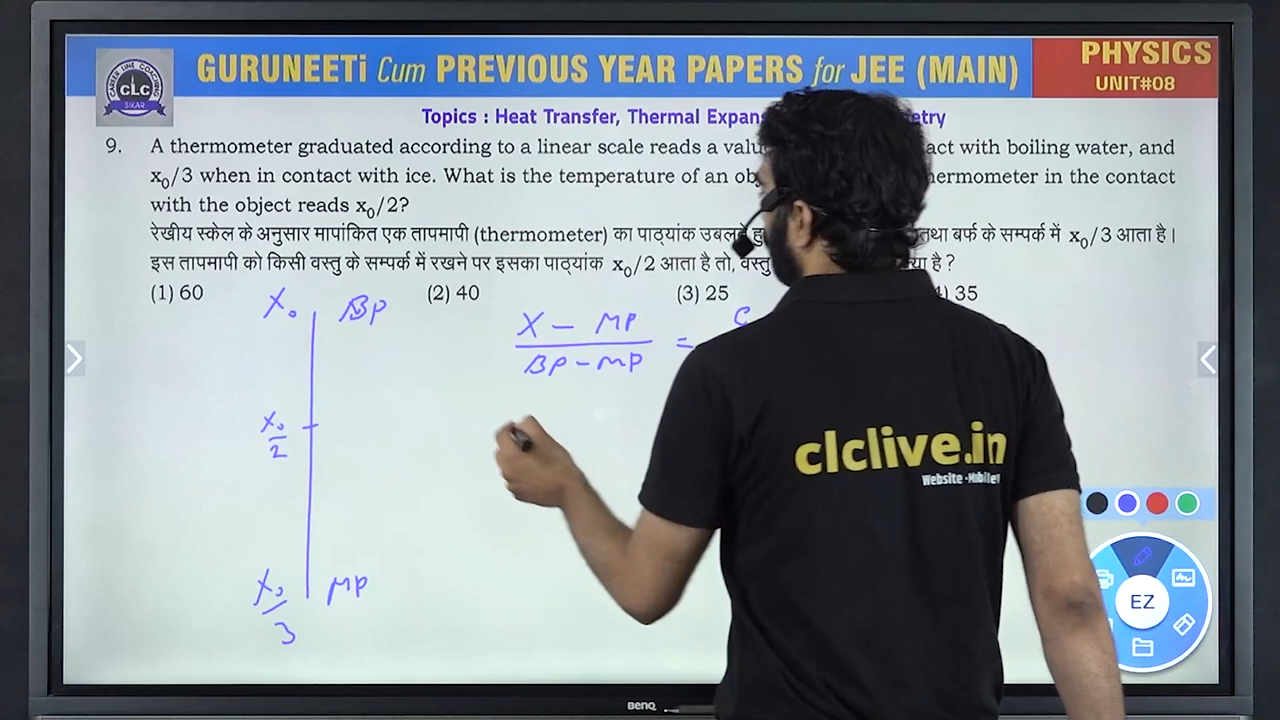 GURUNEETi Cum PREVIOUS YEAR PAPERS for JEE (MAIN)
PHYSICS
UNIT#08
CAREER LINE COACHING
CLC
SIKAR
Topics : Heat Transfer, Thermal Expans etry
9. A thermometer graduated according to a linear scale reads a valu act with boiling water, and
x₀/3 when in contact with ice. What is the temperature of an ob hermometer in the contact
with the object reads x₀/2?
रेखीय स्केल के अनुसार मापांकित एक तापमापी (thermometer) का पाठ्यांक उबलते हु तथा बर्फ के सम्पर्क में x₀/3 आता है।
इस तापमापी को किसी वस्तु के सम्पर्क में रखने पर इसका पाठ्यांक x₀/2 आता है तो, वस्तु है ?
(1) 60 (2) 40 (3) 25 4) 35
X₀ BP
X - MP / BP - MP = C
X₀/2
X₀/3 MP
clclive.in
Website -Mobile
EZ
BenQ